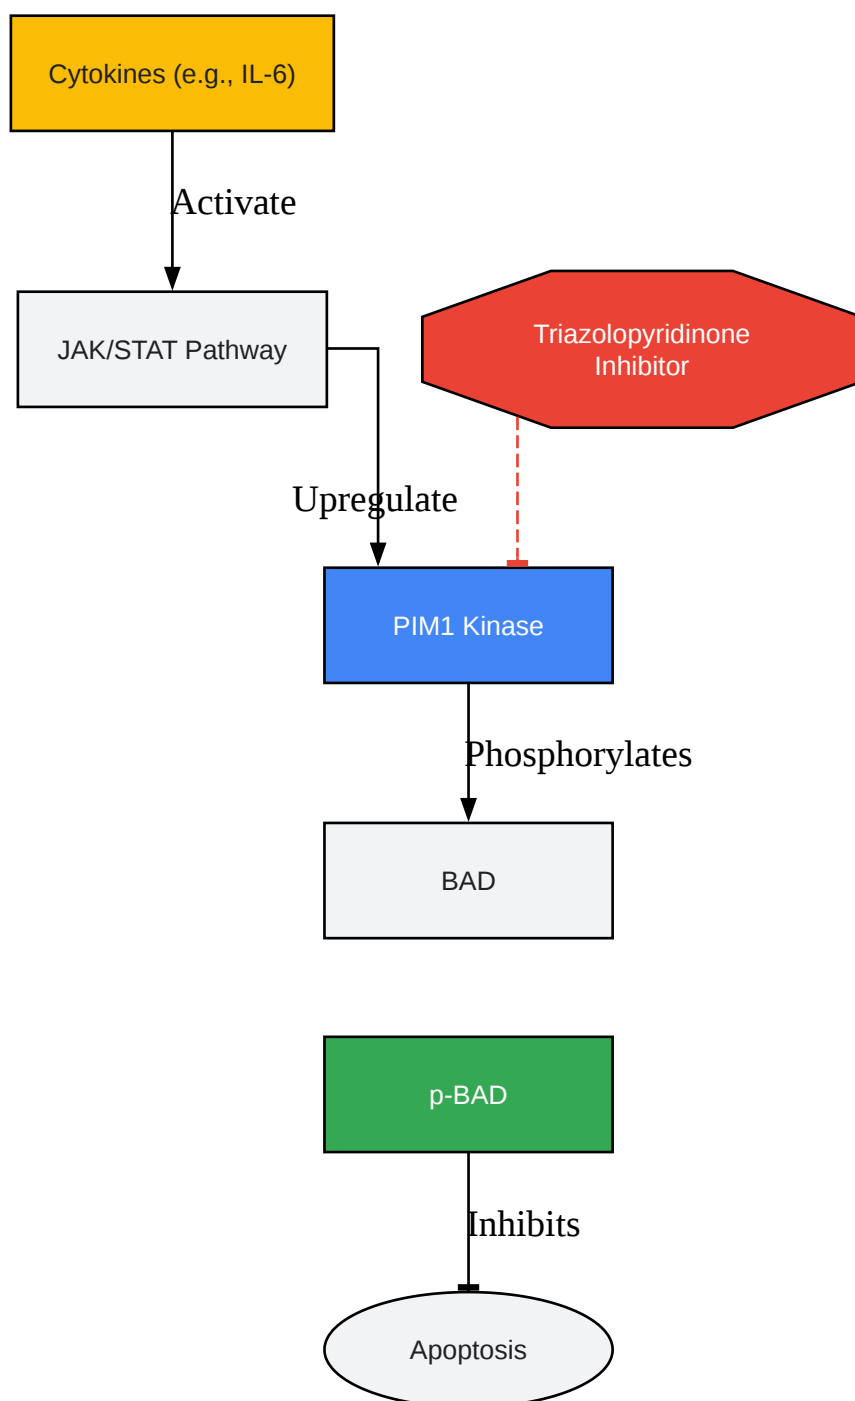 Cytokines (e.g., IL-6)
Activate
JAK/STAT Pathway
Triazolopyridinone
Inhibitor
Upregulate
PIM1 Kinase
Phosphorylates
BAD
p-BAD
Inhibits
Apoptosis